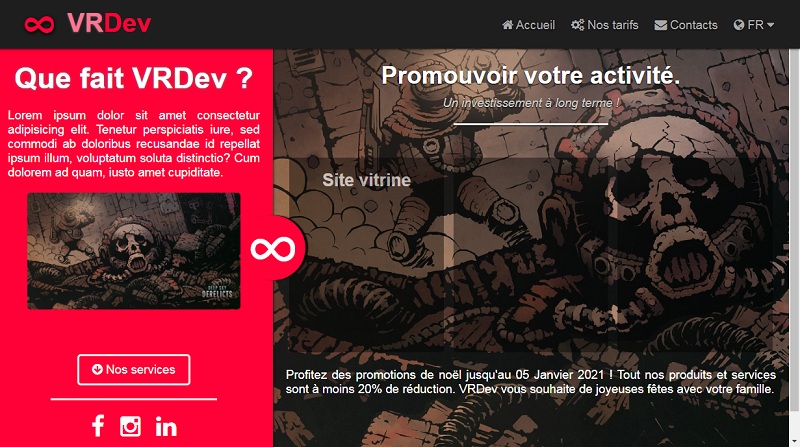 VRDev
Accueil
Nos tarifs
Contacts
FR
Que fait VRDev ?
Lorem ipsum dolor sit amet consectetur
adipisicing elit. Tenetur perspiciatis iure, sed
commodi ab doloribus recusandae id repellat
ipsum illum, voluptatum soluta distinctio? Cum
dolorem ad quam, iusto amet cupiditate.
DEEP SKY
DERELICTS
Nos services
Promouvoir votre activité.
Un investissement à long terme !
Site vitrine
Profitez des promotions de noël jusqu'au 05 Janvier 2021 ! Tout nos produits et services
sont à moins 20% de réduction. VRDev vous souhaite de joyeuses fêtes avec votre famille.